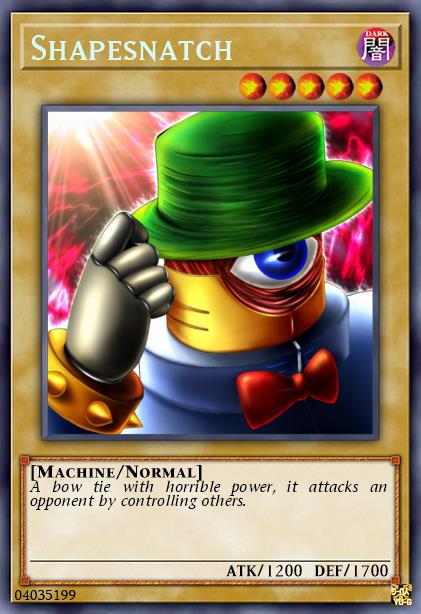 SHAPESNATCH
DARK
闇
[MACHINE/NORMAL]
A bow tie with horrible power, it attacks an
opponent by controlling others.
ATK/1200 DEF/1700
04035199